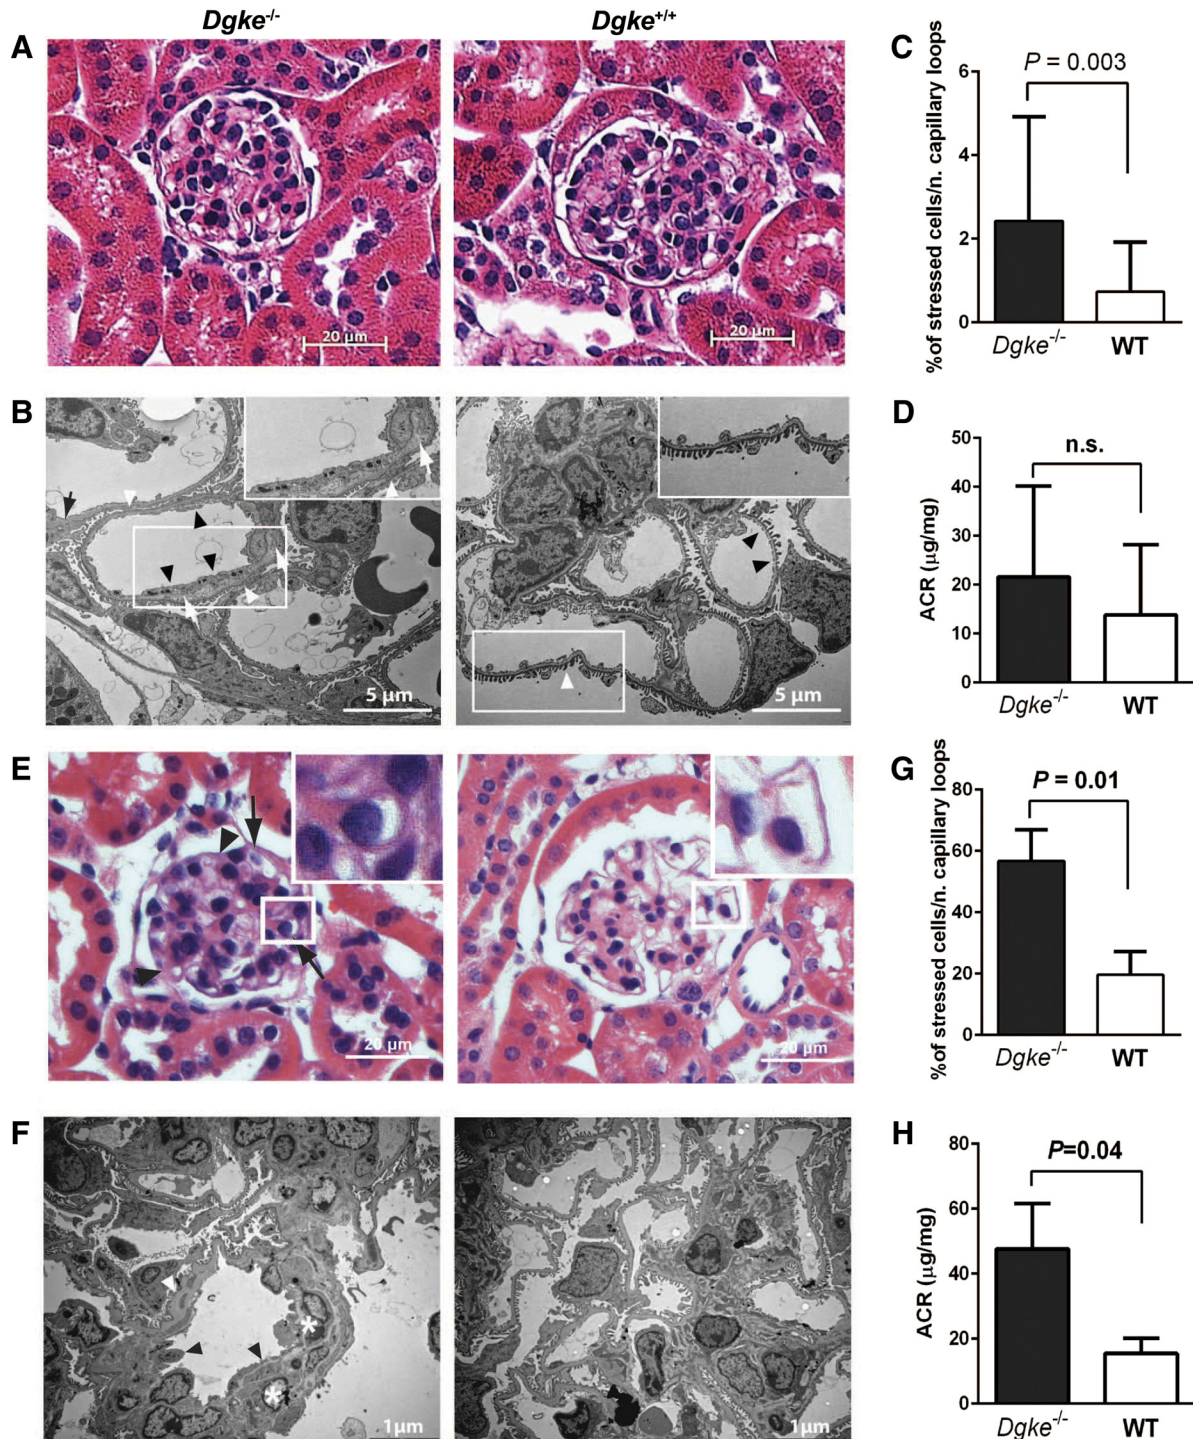 Dgke-/-
Dgke+/+
A
20 µm
20 µm
C
%of stressed cells/n. capillary loops
P = 0.003
6
4
2
0
Dgke-/-
WT
B
5 µm
5 µm
D
ACR (µg/mg)
n.s.
50
40
30
20
10
0
Dgke-/-
WT
E
20 µm
20 µm
G
%of stressed cells/n. capillary loops
P = 0.01
80
60
40
20
0
Dgke-/-
WT
F
*
*
1µm
1µm
H
ACR (µg/mg)
P=0.04
80
60
40
20
0
Dgke-/-
WT